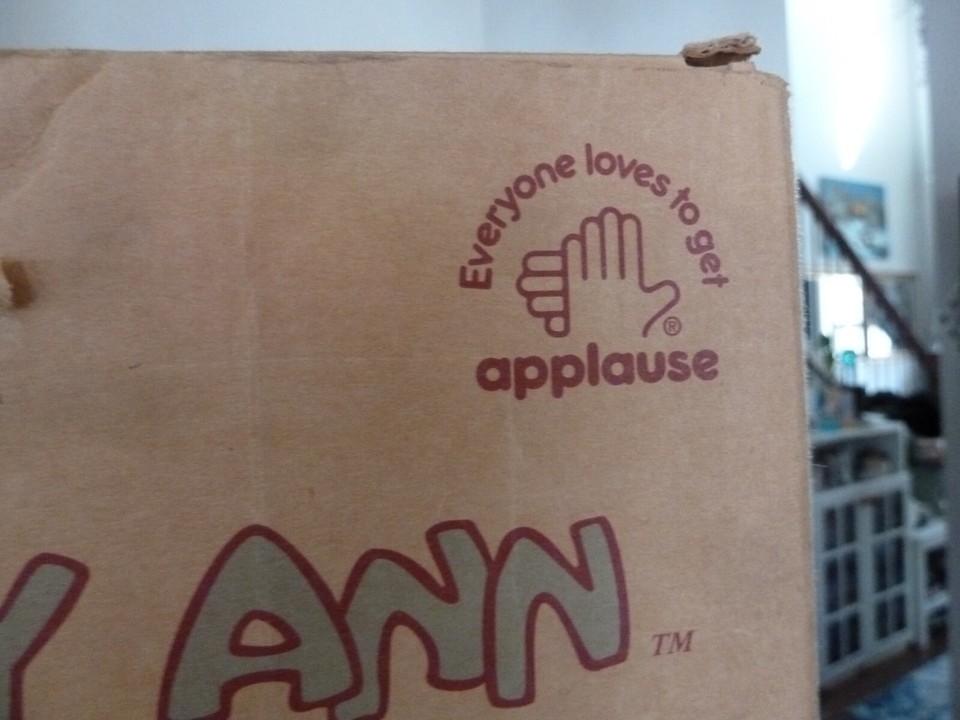 Everyone loves to get
®
applause
Y ANN
TM